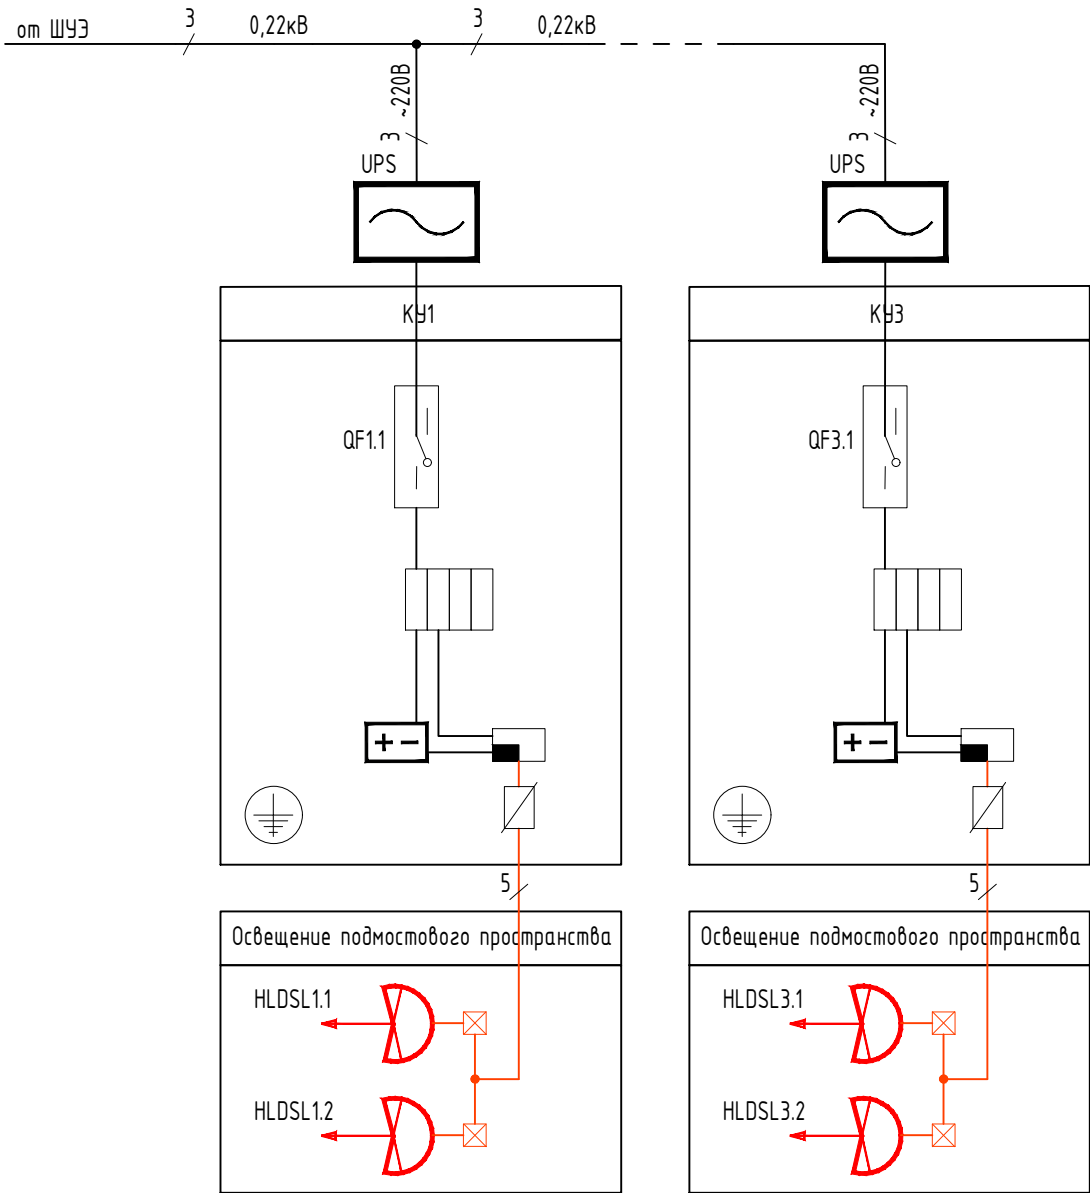 от ШУЭ
3
0,22кВ
3
0,22кВ
~220В
3
UPS
~220В
3
UPS
КУ1
КУ3
QF1.1
QF3.1
+ −
+ −
5
5
Освещение подмостового пространства
Освещение подмостового пространства
HLDSL1.1
HLDSL3.1
HLDSL1.2
HLDSL3.2